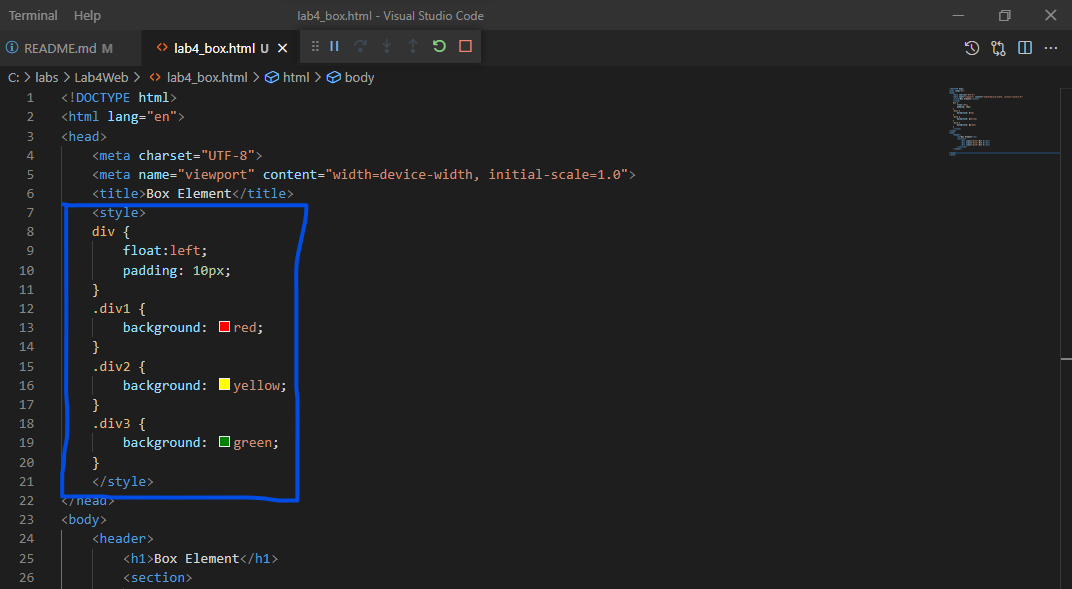 Terminal Help lab4_box.html - Visual Studio Code
README.md M lab4_box.html U
C: > labs > Lab4Web > lab4_box.html > html > body
1 <!DOCTYPE html>
2 <html lang="en">
3 <head>
4 <meta charset="UTF-8">
5 <meta name="viewport" content="width=device-width, initial-scale=1.0">
6 <title>Box Element</title>
7 <style>
8 div {
9 float:left;
10 padding: 10px;
11 }
12 .div1 {
13 background: red;
14 }
15 .div2 {
16 background: yellow;
17 }
18 .div3 {
19 background: green;
20 }
21 </style>
22 </head>
23 <body>
24 <header>
25 <h1>Box Element</h1>
26 <section>